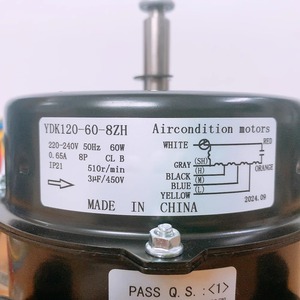 YDK120-60-8ZH Aircondition motors
220-240V 50Hz 60W
0.65A 8P CL B
IP21 510r/min
3μF/450V
WHITE RED
GRAY (SH)
BLACK (H)
BLUE (M)
YELLOW (L)
ORANGE
2024.09
MADE IN CHINA
PASS Q.S.:<1>